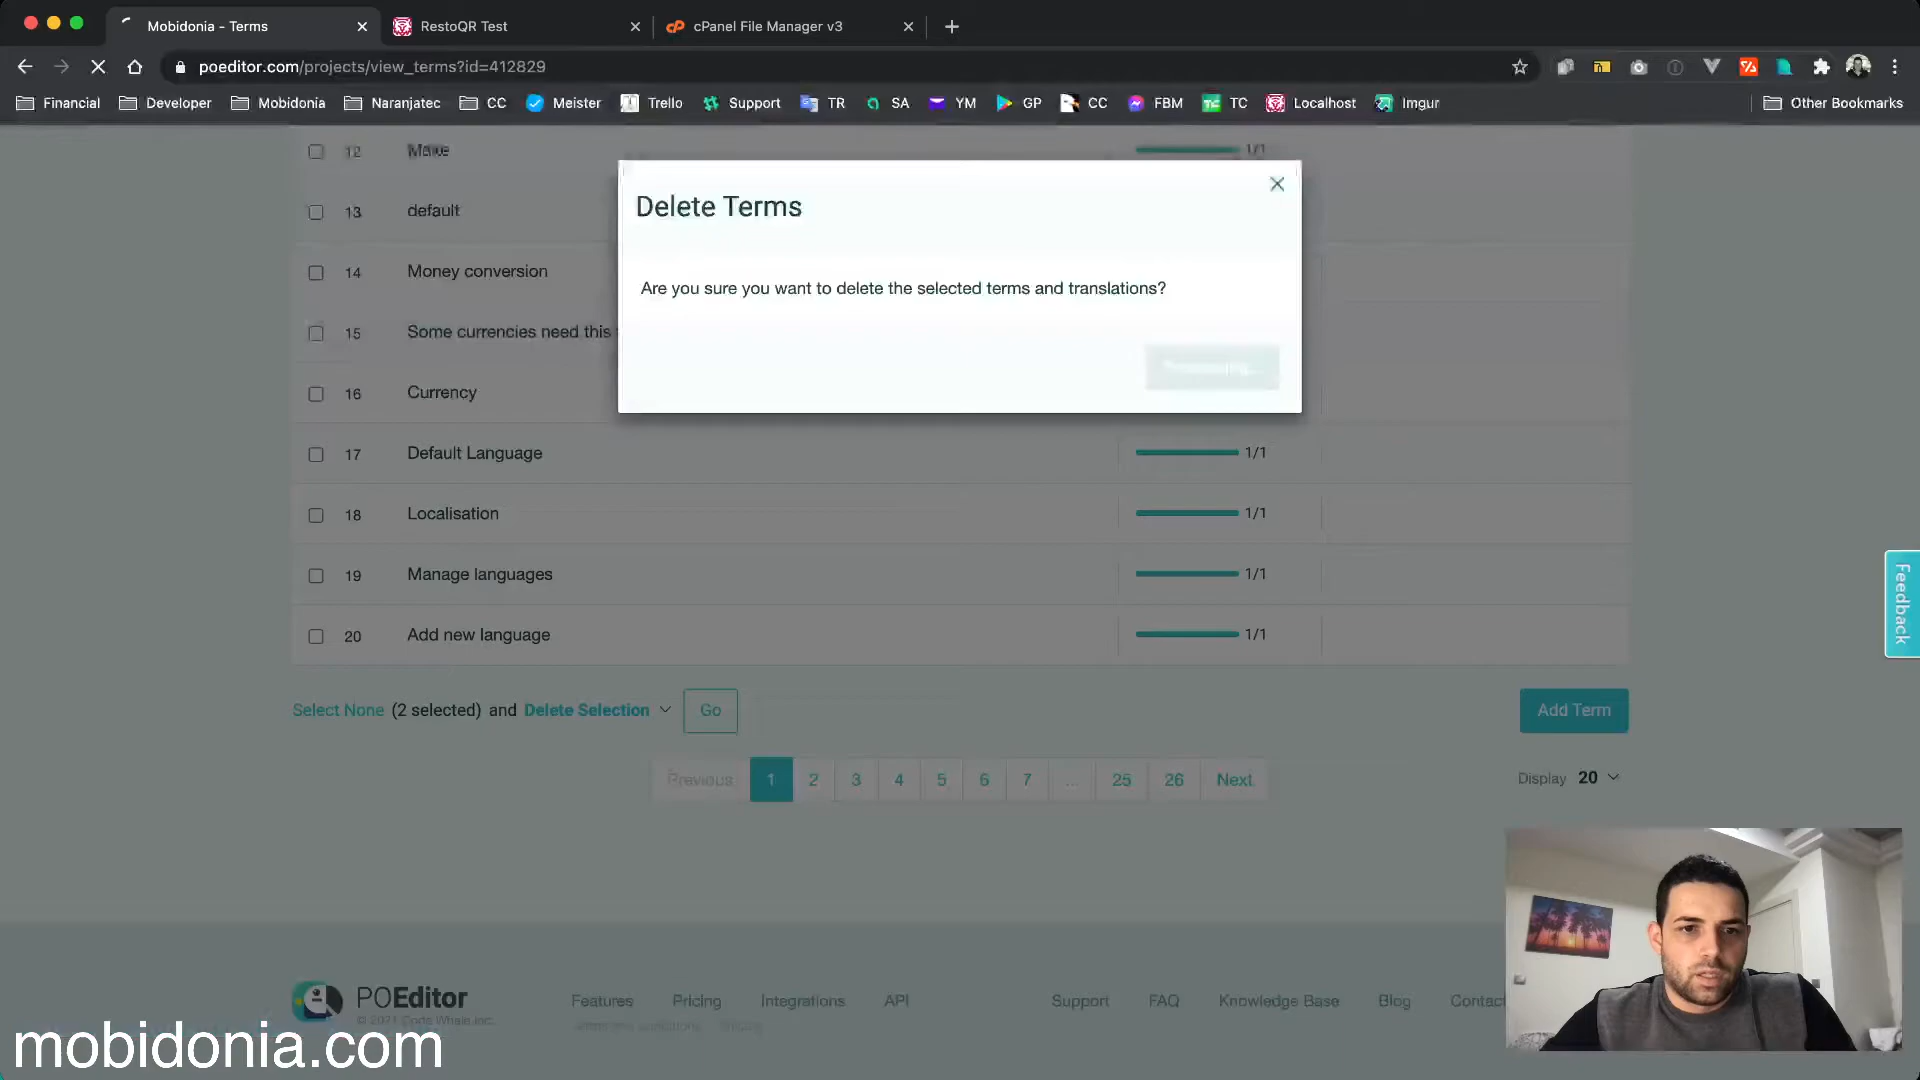 Mobidonia - Terms
RestoQR Test
cPanel File Manager v3
poeditor.com/projects/view_terms?id=412829
Financial
Developer
Mobidonia
Naranjatec
CC
Meister
Trello
Support
TR
SA
YM
GP
CC
FBM
TC
Localhost
Imgur
Other Bookmarks
12 1/1
13 default
14 Money conversion
15 Some currencies need this
16 Currency
17 Default Language 1/1
18 Localisation 1/1
19 Manage languages 1/1
20 Add new language 1/1
Delete Terms
Are you sure you want to delete the selected terms and translations?
Feedback
Select None (2 selected) and Delete Selection Go
Add Term
Previous 1 2 3 4 5 6 7 ... 25 26 Next
Display 20
POEditor
Features Pricing Integrations API
Support FAQ Knowledge Base Blog Contact
mobidonia.com